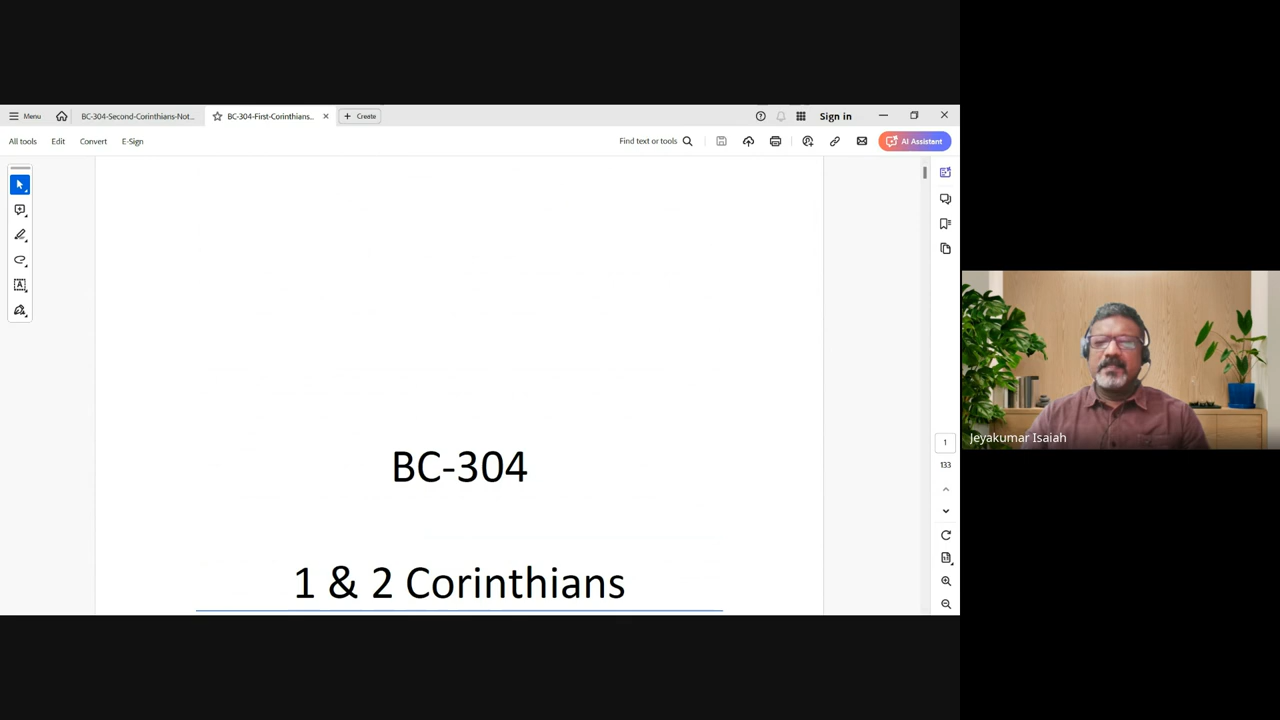 Menu
BC-304-Second-Corinthians-Not...
BC-304-First-Corinthians...
Create
Sign in
All tools
Edit
Convert
E-Sign
Find text or tools
AI Assistant
BC-304
1 & 2 Corinthians
1
133
Jeyakumar Isaiah